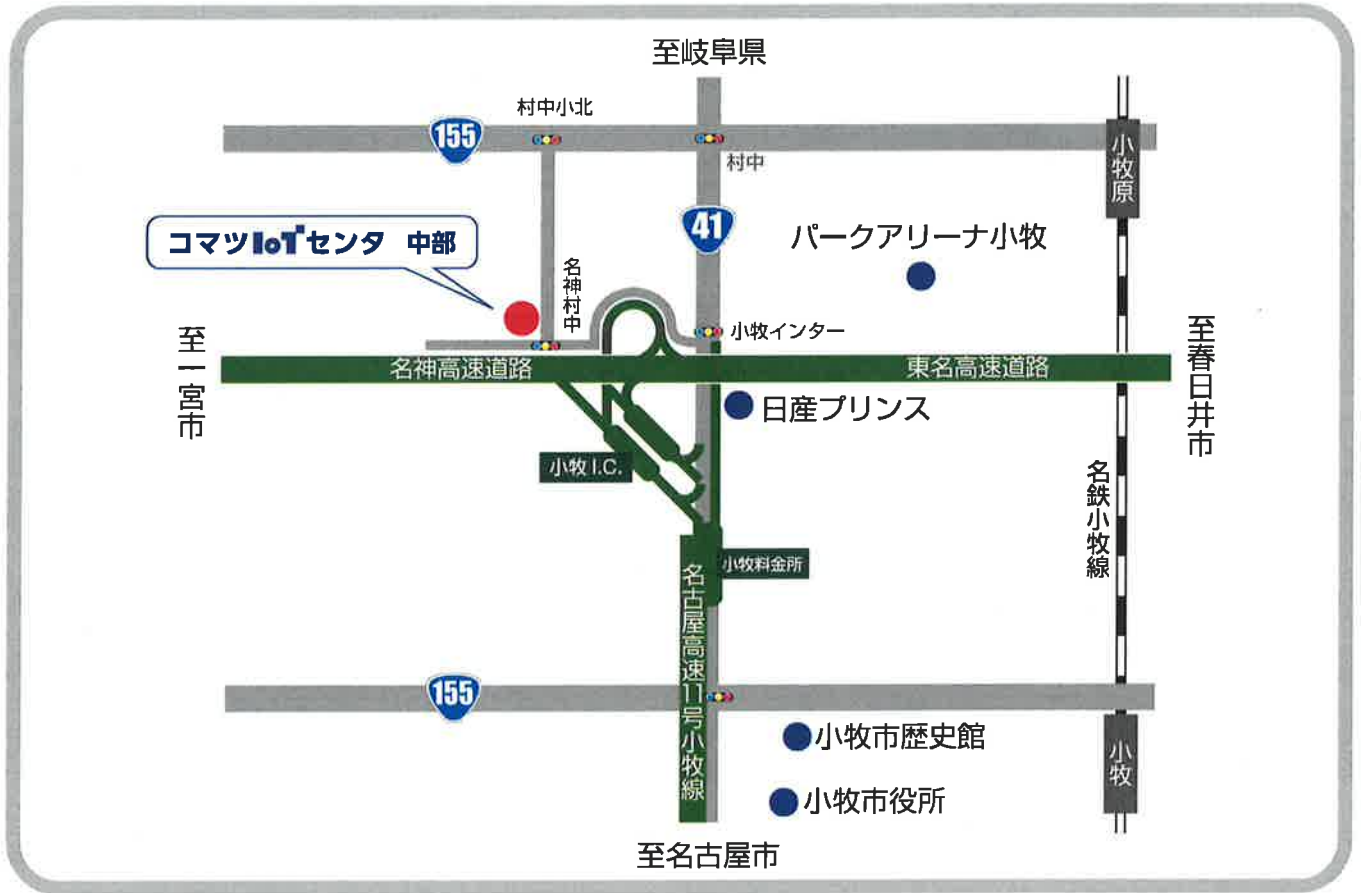 至岐阜県
村中小北
155
村中
小牧原
41
コマツIoTセンタ 中部
パークアリーナ小牧
名神村中
小牧インター
至一宮市
至春日井市
名神高速道路
東名高速道路
日産プリンス
小牧I.C.
名鉄小牧線
小牧料金所
名古屋高速11号小牧線
155
小牧市歴史館
小牧
小牧市役所
至名古屋市